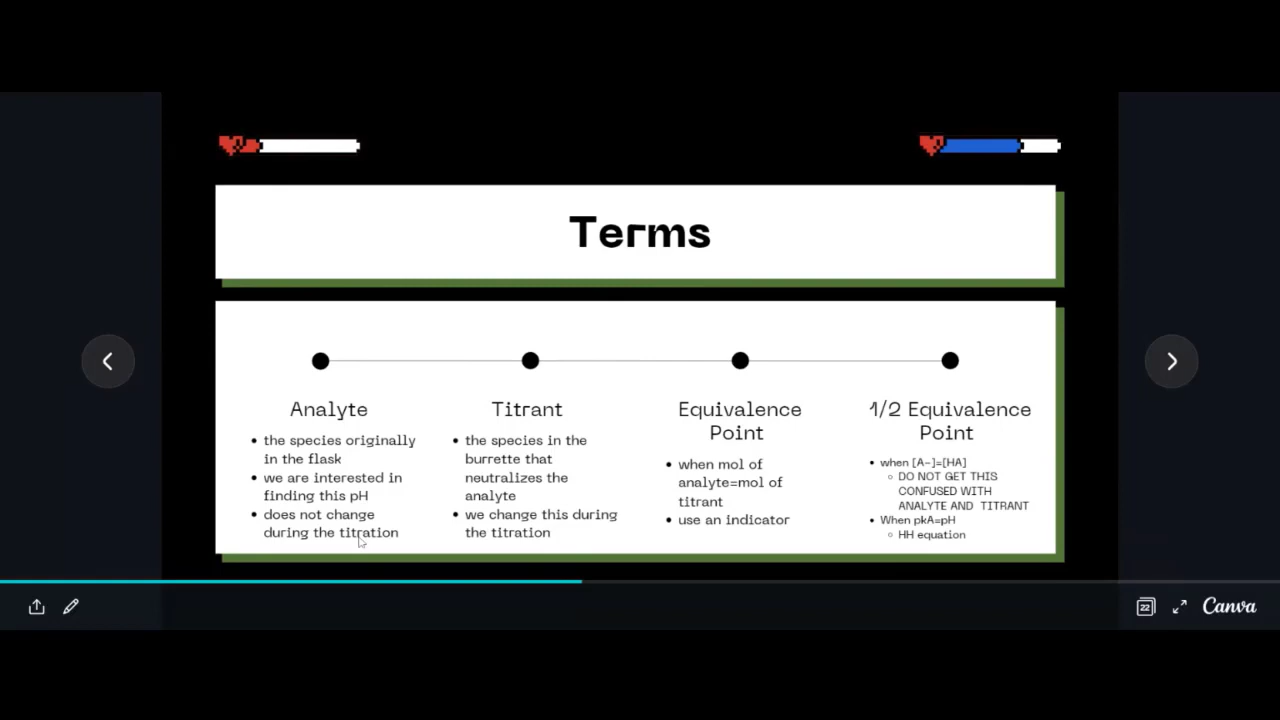 Terms
Analyte
the species originally
in the flask
we are interested in
finding this pH
does not change
during the titration
Titrant
the species in the
burrette that
neutralizes the
analyte
we change this during
the titration
Equivalence
Point
when mol of
analyte=mol of
titrant
use an indicator
1/2 Equivalence
Point
when [A-]=[HA]
DO NOT GET THIS
CONFUSED WITH
ANALYTE AND TITRANT
When pkA=pH
HH equation
22
Canva